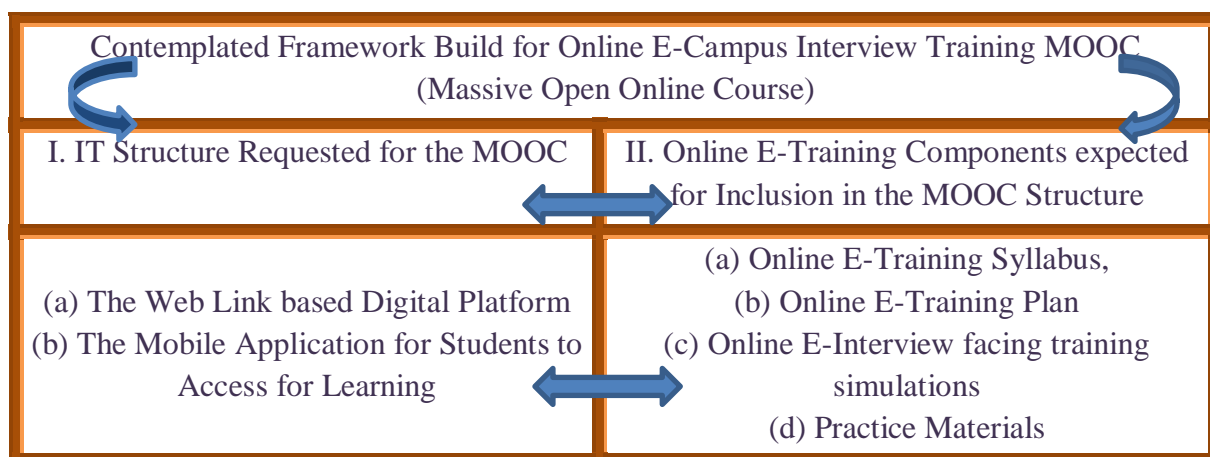 Contemplated Framework Build for Online E-Campus Interview Training MOOC
(Massive Open Online Course)
I. IT Structure Requested for the MOOC
II. Online E-Training Components expected
for Inclusion in the MOOC Structure
(a) The Web Link based Digital Platform
(b) The Mobile Application for Students to
Access for Learning
(a) Online E-Training Syllabus,
(b) Online E-Training Plan
(c) Online E-Interview facing training
simulations
(d) Practice Materials